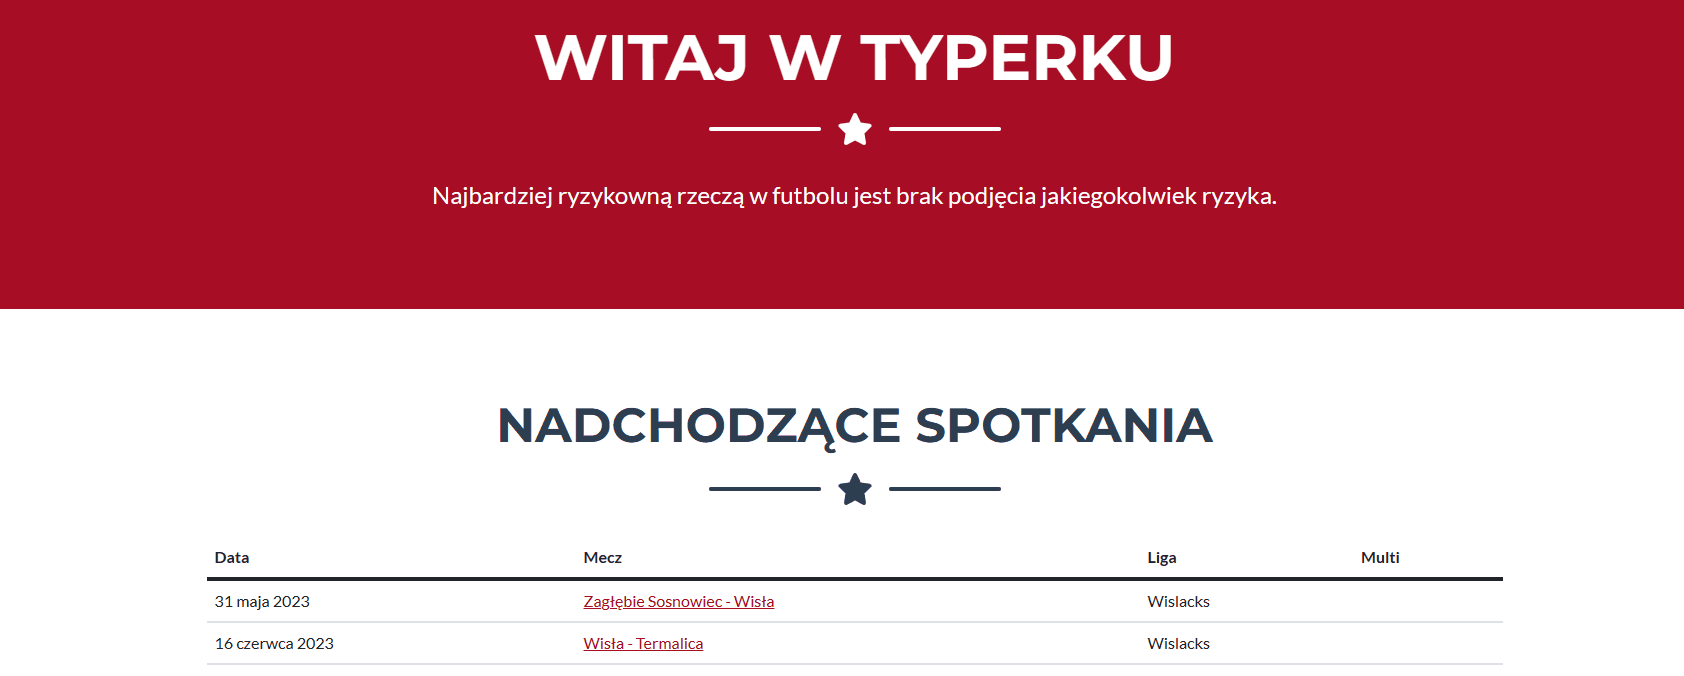 WITAJ W TYPERKU
Najbardziej ryzykowną rzeczą w futbolu jest brak podjęcia jakiegokolwiek ryzyka.
NADCHODZĄCE SPOTKANIA
Data Mecz Liga Multi
31 maja 2023 Zagłębie Sosnowiec - Wisła Wislacks
16 czerwca 2023 Wisła - Termalica Wislacks